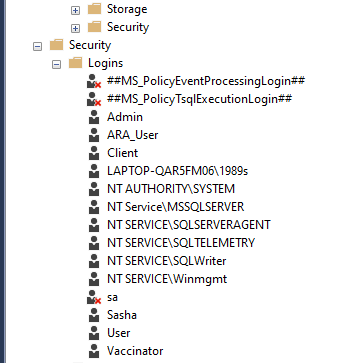 Storage
Security
Security
Logins
##MS_PolicyEventProcessingLogin##
##MS_PolicyTsqlExecutionLogin##
Admin
ARA_User
Client
LAPTOP-QAR5FM06\1989s
NT AUTHORITY\SYSTEM
NT Service\MSSQLSERVER
NT SERVICE\SQLSERVERAGENT
NT SERVICE\SQLTELEMETRY
NT SERVICE\SQLWriter
NT SERVICE\Winmgmt
sa
Sasha
User
Vaccinator